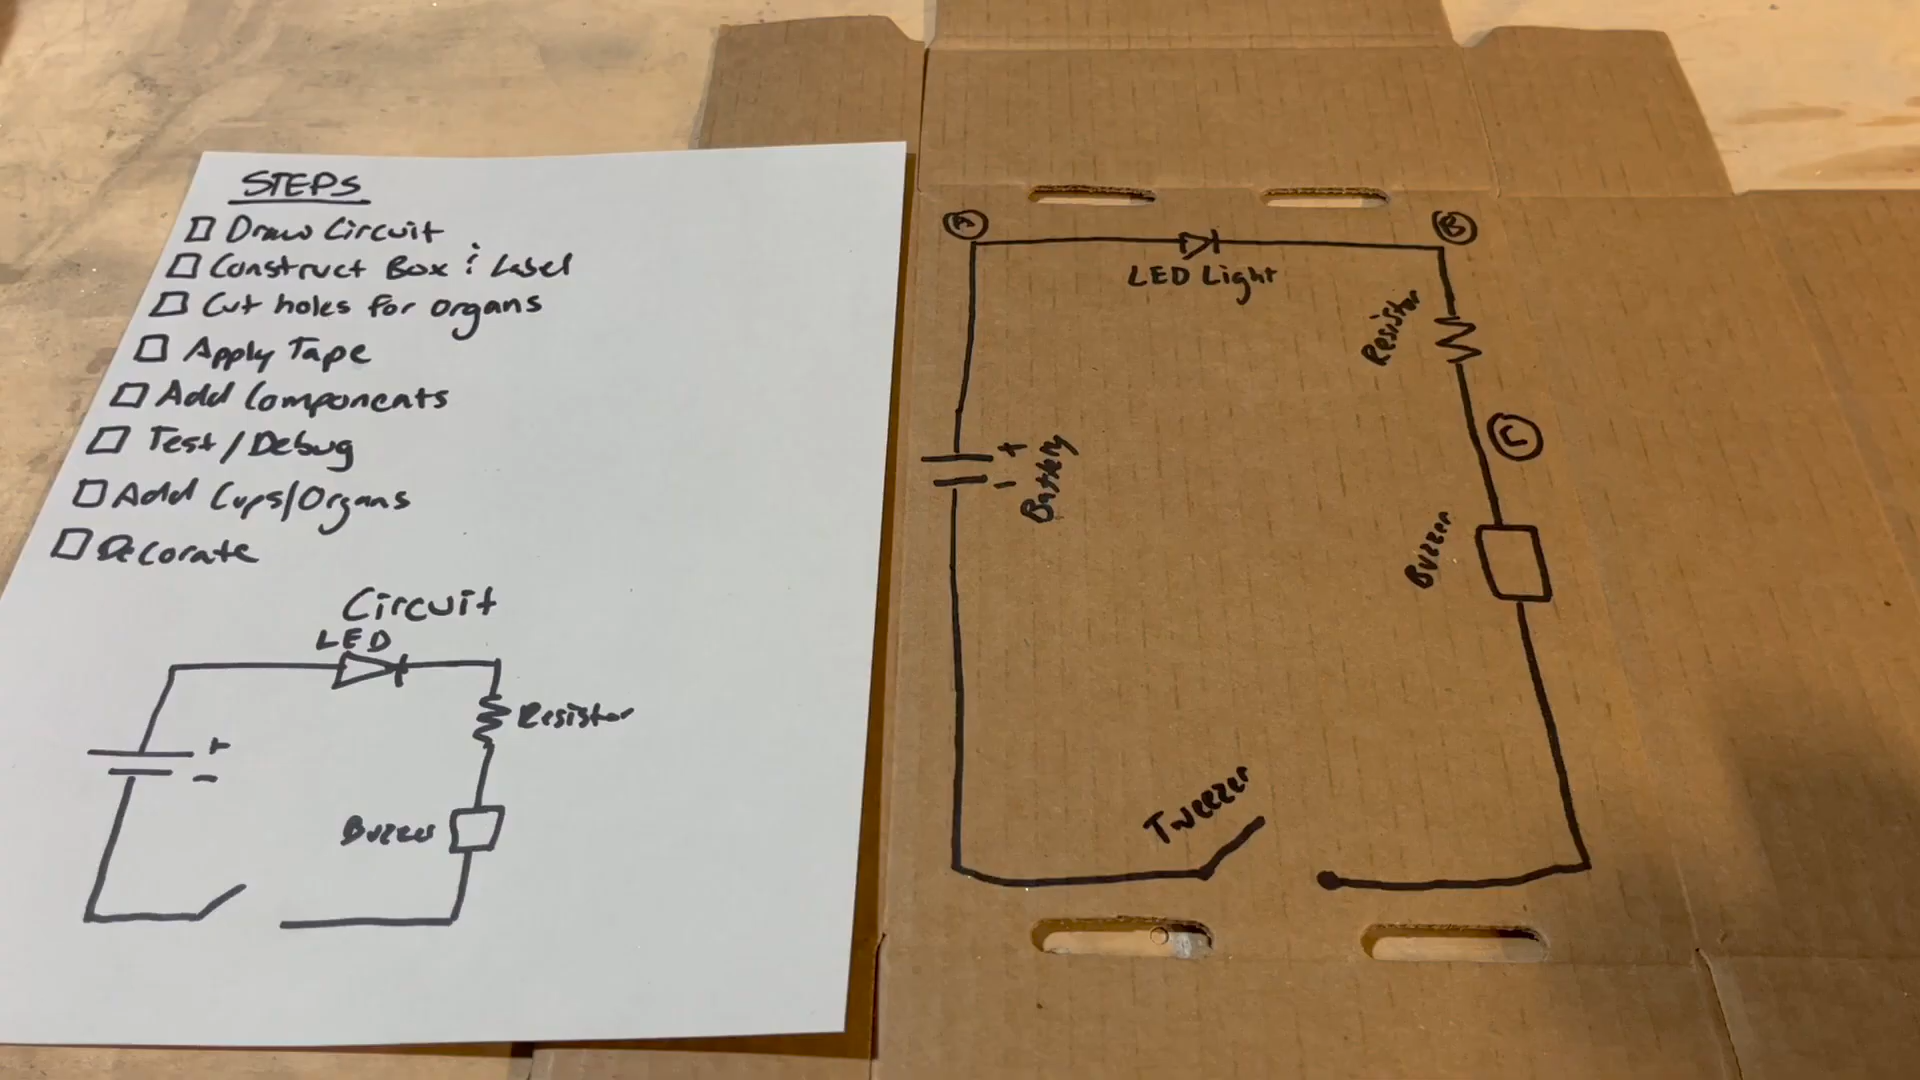 STEPS
Draw Circuit
Construct Box & Label
Cut holes for organs
Apply Tape
Add Components
Test/Debug
Add Cups/Organs
Decorate
Circuit
LED
+
-
Resistor
Buzzer
A
B
LED Light
Resistor
C
+
-
Battery
Buzzer
Tweezer